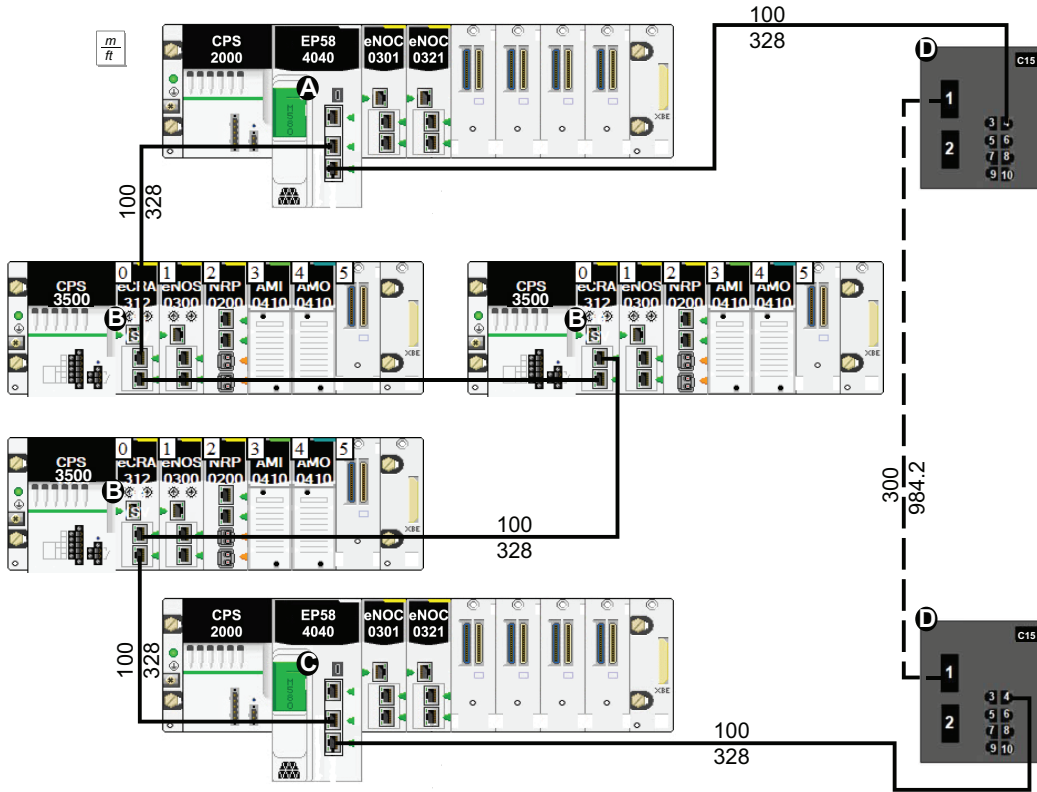 m
ft
CPS
2000
EP58
4040
eNOC
0301
eNOC
0321
A
XBE
100
328
D
C15
1
2
3 4
5 6
7 8
9 10
100
328
CPS
3500
0 1 2 3 4 5
eCRA
312
eNOS
0300
NRP
0200
AMI
0410
AMO
0410
B
S
XBE
CPS
3500
0 1 2 3 4 5
eCRA
312
eNOS
0300
NRP
0200
AMI
0410
AMO
0410
B
S
XBE
CPS
3500
0 1 2 3 4 5
eCRA
312
eNOS
0300
NRP
0200
AMI
0410
AMO
0410
B
S
XBE
100
328
300
984.2
100
328
CPS
2000
EP58
4040
eNOC
0301
eNOC
0321
C
XBE
100
328
D
C15
1
2
3 4
5 6
7 8
9 10